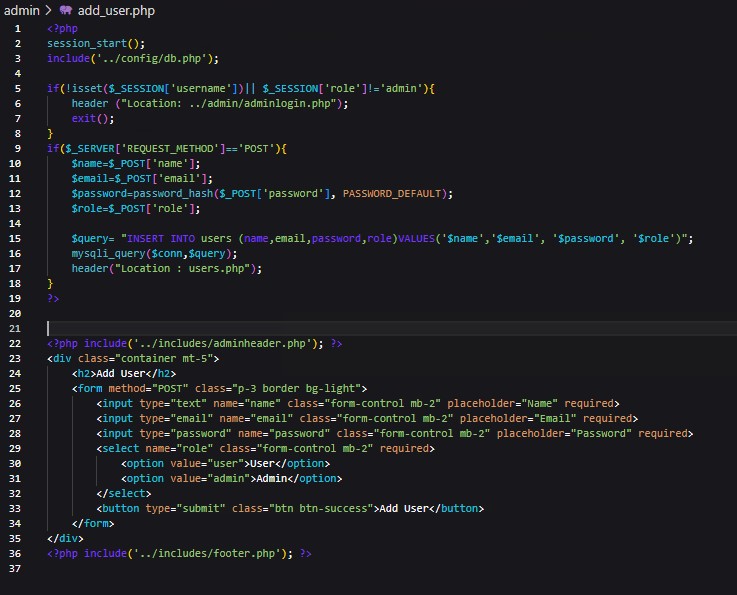 admin > add_user.php
1 <?php
2 session_start();
3 include('../config/db.php');
4
5 if(!isset($_SESSION['username'])|| $_SESSION['role']!='admin'){
6     header ("Location: ../admin/adminlogin.php");
7     exit();
8 }
9 if($_SERVER['REQUEST_METHOD']=='POST'){
10     $name=$_POST['name'];
11     $email=$_POST['email'];
12     $password=password_hash($_POST['password'], PASSWORD_DEFAULT);
13     $role=$_POST['role'];
14
15     $query= "INSERT INTO users (name,email,password,role)VALUES('$name','$email', '$password', '$role')";
16     mysqli_query($conn,$query);
17     header("Location : users.php");
18 }
19 ?>
20
21
22 <?php include('../includes/adminheader.php'); ?>
23 <div class="container mt-5">
24     <h2>Add User</h2>
25     <form method="POST" class="p-3 border bg-light">
26         <input type="text" name="name" class="form-control mb-2" placeholder="Name" required>
27         <input type="email" name="email" class="form-control mb-2" placeholder="Email" required>
28         <input type="password" name="password" class="form-control mb-2" placeholder="Password" required>
29         <select name="role" class="form-control mb-2" required>
30             <option value="user">User</option>
31             <option value="admin">Admin</option>
32         </select>
33         <button type="submit" class="btn btn-success">Add User</button>
34     </form>
35 </div>
36 <?php include('../includes/footer.php'); ?>
37